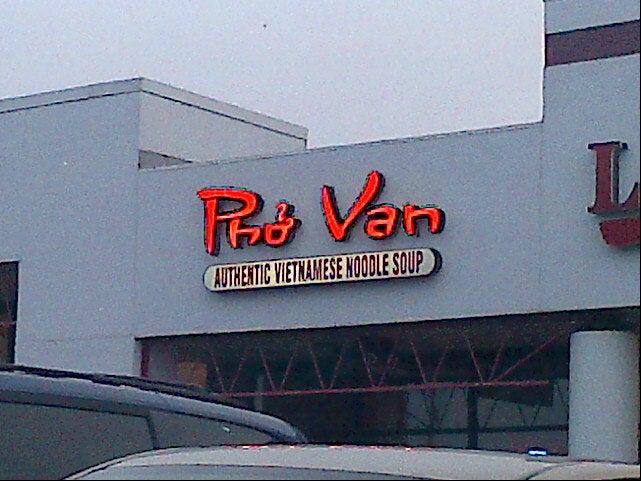 Phở Van
AUTHENTIC VIETNAMESE NOODLE SOUP
L